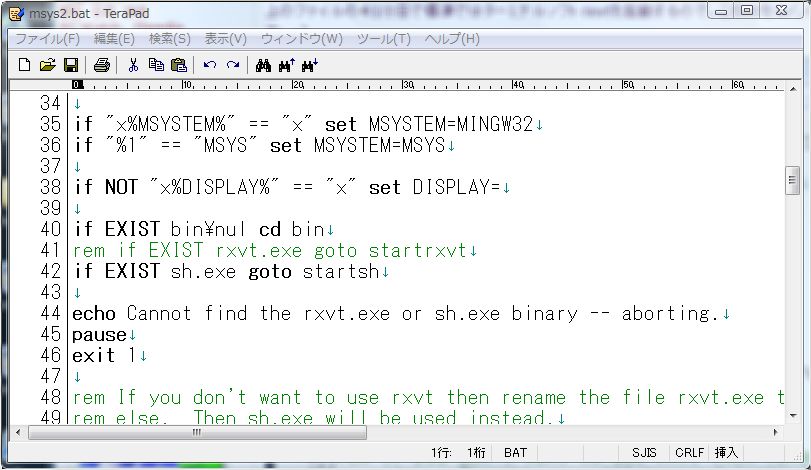 msys2.bat - TeraPad
ファイル(F) 編集(E) 検索(S) 表示(V) ウィンドウ(W) ツール(T) ヘルプ(H)
0 10 20 30 40 50 60
34 ↓
35 if "x%MSYSTEM%" == "x" set MSYSTEM=MINGW32↓
36 if "%1" == "MSYS" set MSYSTEM=MSYS↓
37 ↓
38 if NOT "x%DISPLAY%" == "x" set DISPLAY=↓
39 ↓
40 if EXIST bin¥nul cd bin↓
41 rem if EXIST rxvt.exe goto startrxvt↓
42 if EXIST sh.exe goto startsh↓
43 ↓
44 echo Cannot find the rxvt.exe or sh.exe binary -- aborting.↓
45 pause↓
46 exit 1↓
47 ↓
48 rem If you don't want to use rxvt then rename the file rxvt.exe t
49 rem else.  Then sh.exe will be used instead.↓
1行: 1桁 BAT SJIS CRLF 挿入